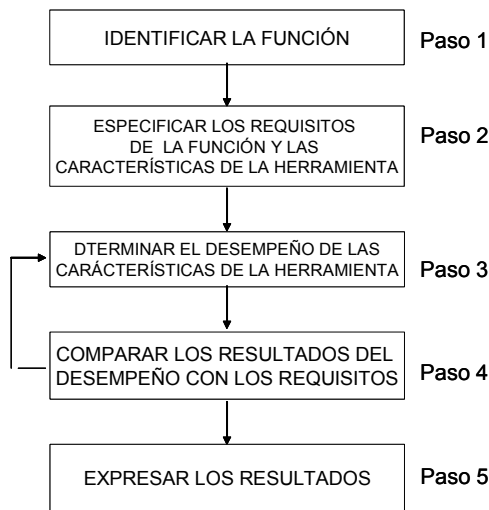 IDENTIFICAR LA FUNCIÓN
Paso 1
ESPECIFICAR LOS REQUISITOS
DE LA FUNCIÓN Y LAS
CARACTERÍSTICAS DE LA HERRAMIENTA
Paso 2
DTERMINAR EL DESEMPEÑO DE LAS
CARÁCTERÍSTICAS DE LA HERRAMIENTA
Paso 3
COMPARAR LOS RESULTADOS DEL
DESEMPEÑO CON LOS REQUISITOS
Paso 4
EXPRESAR LOS RESULTADOS
Paso 5